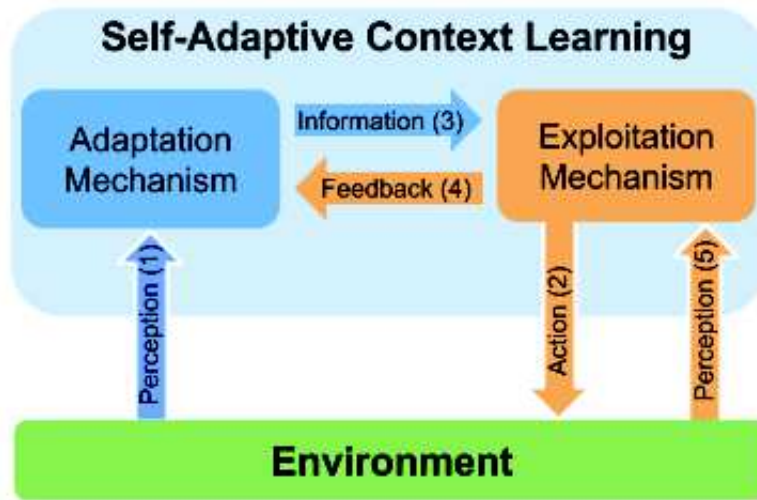 Self-Adaptive Context Learning
Adaptation
Mechanism
Information (3)
Feedback (4)
Exploitation
Mechanism
Perception (1)
Action (2)
Perception (5)
Environment